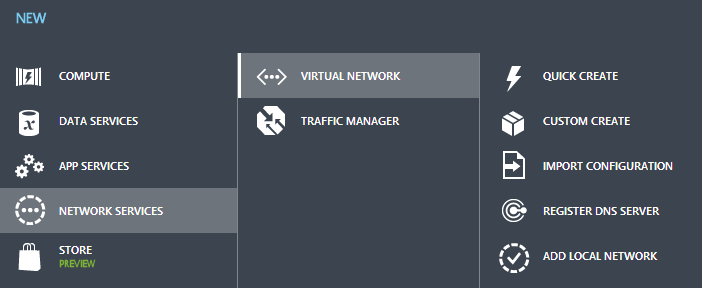 NEW
COMPUTE
DATA SERVICES
APP SERVICES
NETWORK SERVICES
STORE
PREVIEW
VIRTUAL NETWORK
TRAFFIC MANAGER
QUICK CREATE
CUSTOM CREATE
IMPORT CONFIGURATION
REGISTER DNS SERVER
ADD LOCAL NETWORK